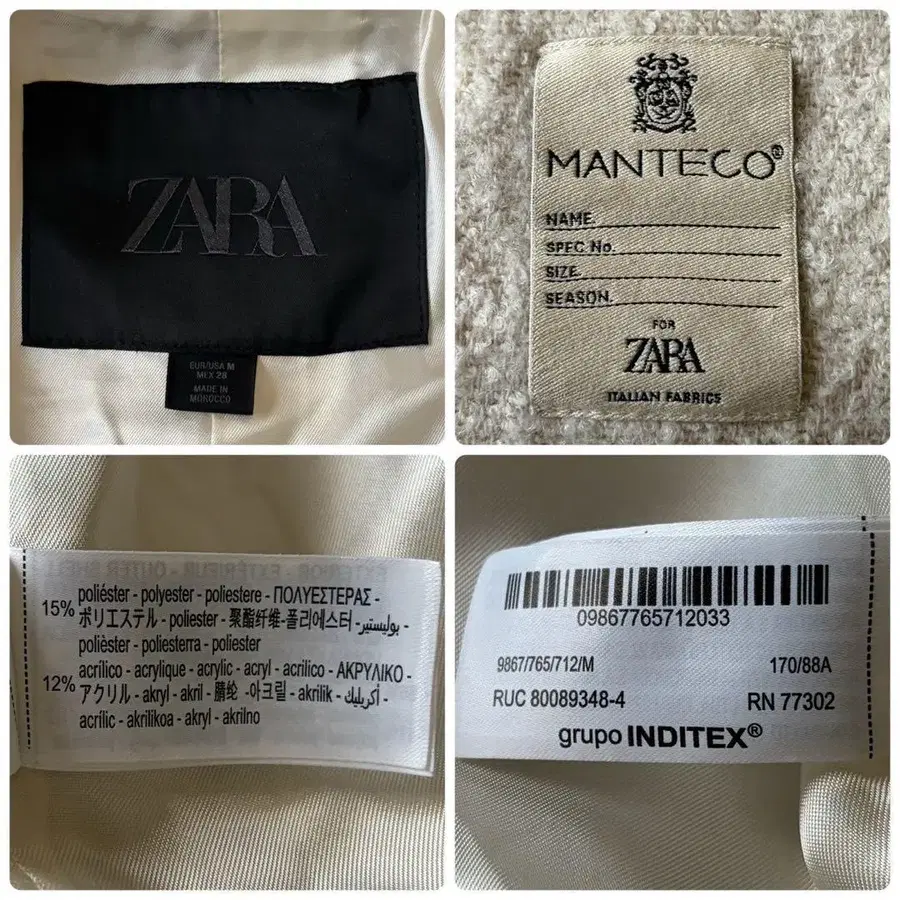 ZARA
EUR/USA M
MEX 28
MADE IN
MOROCCO
MANTECO®
NAME.
SPEC No.
SIZE.
SEASON.
FOR
ZARA
ITALIAN FABRICS
15% poliéster - polyester - poliestere - ΠΟΛΥΕΣΤΕΡΑΣ -
ポリエステル - poliester - 聚酯纤维-폴리에스터 - بوليستير-
polièster - poliesterra - poliester
12% acrílico - acrylique - acrylic - acryl - acrilico - ΑΚΡΥΛΙΚΟ -
アクリル - akryl - akril - 腈纶 -아크릴 - akrilik - أكريليك -
acrílic - akrilikoa - akryl - akrilno
09867765712033
9867/765/712/M 170/88A
RUC 80089348-4 RN 77302
grupo INDITEX®